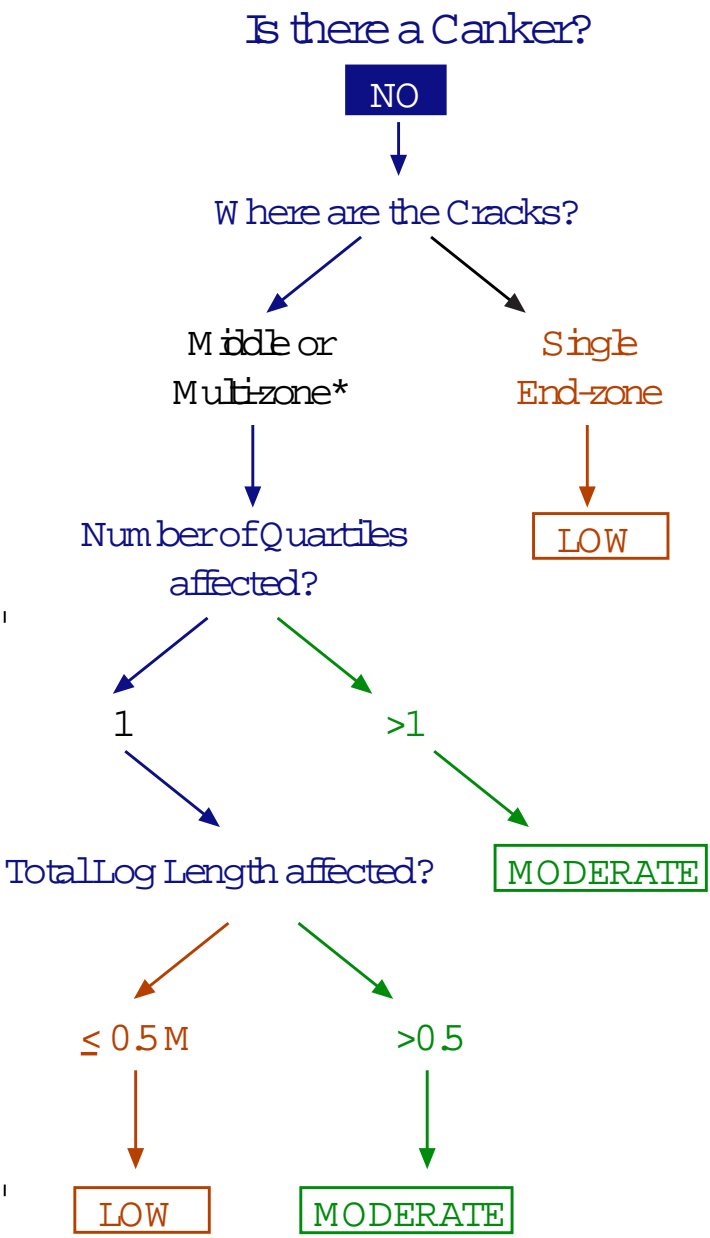 Is there a Canker?
NO
Where are the Cracks?
Middle or
Multi-zone*
Single
End-zone
Number of Quartiles
affected?
LOW
1
>1
Total Log Length affected?
MODERATE
≤ 0.5 M
>0.5
LOW
MODERATE